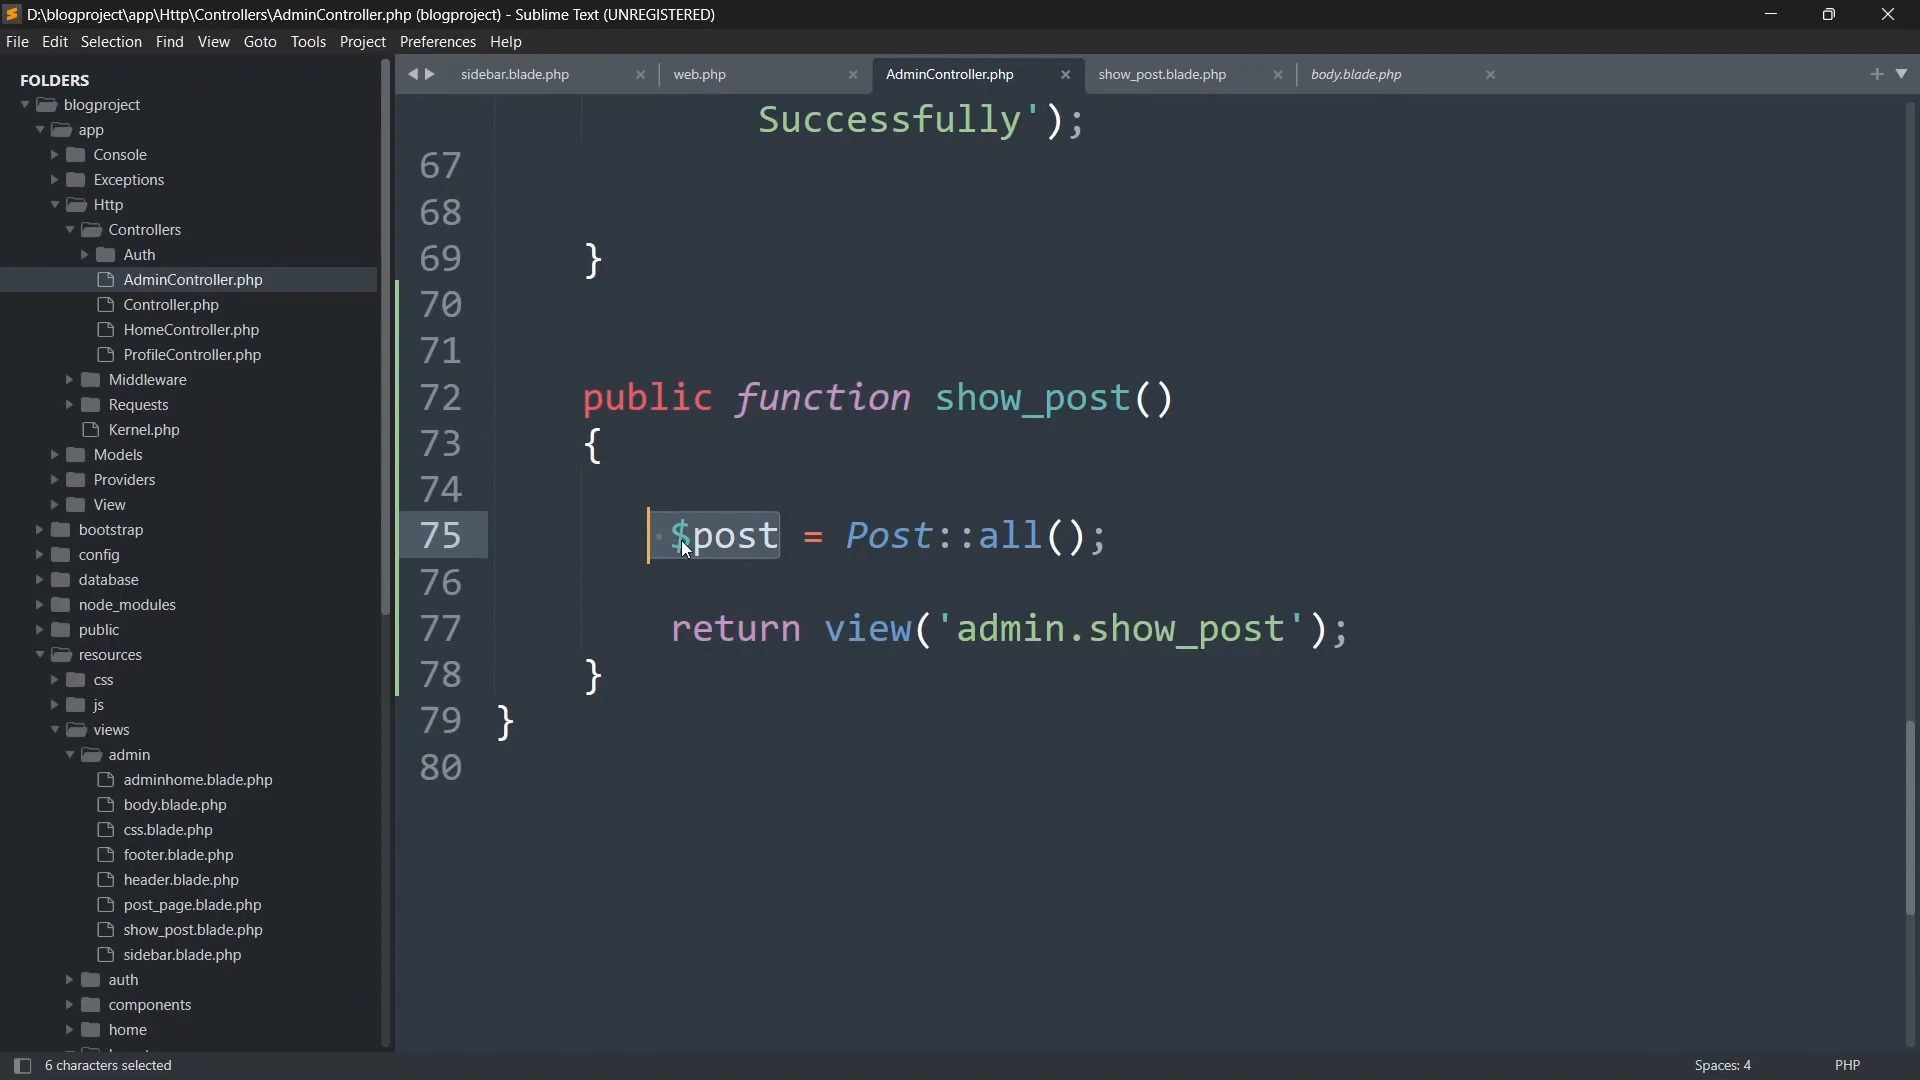 D:\blogproject\app\Http\Controllers\AdminController.php (blogproject) - Sublime Text (UNREGISTERED)
File Edit Selection Find View Goto Tools Project Preferences Help
FOLDERS
blogproject
app
Console
Exceptions
Http
Controllers
Auth
AdminController.php
Controller.php
HomeController.php
ProfileController.php
Middleware
Requests
Kernel.php
Models
Providers
View
bootstrap
config
database
node_modules
public
resources
css
js
views
admin
adminhome.blade.php
body.blade.php
css.blade.php
footer.blade.php
header.blade.php
post_page.blade.php
show_post.blade.php
sidebar.blade.php
auth
components
home
sidebar.blade.php web.php AdminController.php show_post.blade.php body.blade.php
Successfully');
67
68
69 }
70
71
72 public function show_post()
73 {
74
75 $post = Post::all();
76
77 return view('admin.show_post');
78 }
79 }
80
6 characters selected Spaces: 4 PHP